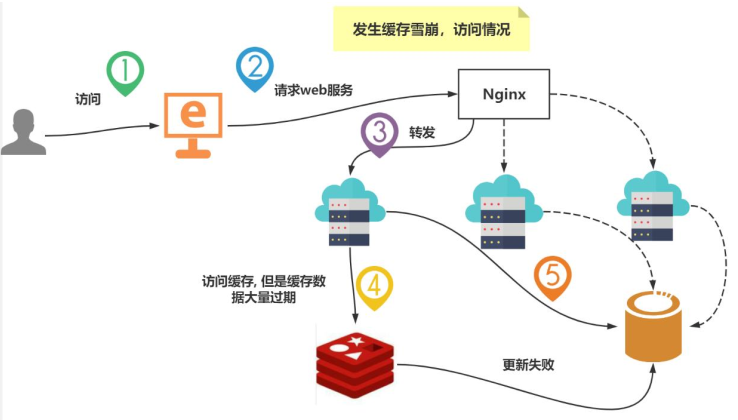 发生缓存雪崩，访问情况
1
2
访问
请求web服务
e
Nginx
3
转发
访问缓存, 但是缓存数
据大量过期
4
5
更新失败